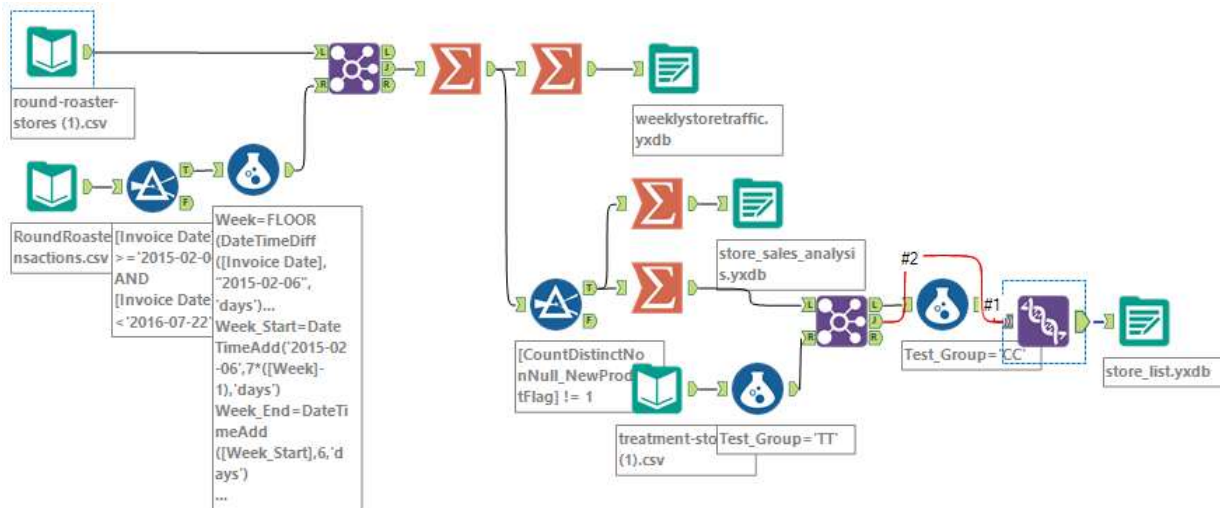 L
R
L
J
R
round-roaster-
stores (1).csv
weeklystoretraffic.
yxdb
T
F
RoundRoaste
nsactions.csv
[Invoice Date]
>='2015-02-0
AND
[Invoice Date]
<'2016-07-22'
Week=FLOOR
(DateTimeDiff
([Invoice Date],
"2015-02-06",
'days')...
Week_Start=Date
TimeAdd('2015-02
-06',7*([Week]-
1),'days')
Week_End=DateTi
meAdd
([Week_Start],6,'d
ays')
...
store_sales_analysi
s.yxdb
T
F
[CountDistinctNo
nNull_NewProd
tFlag] != 1
L
R
L
J
R
#2
#1
Test_Group='CC'
store_list.yxdb
treatment-sto
(1).csv
Test_Group='TT'